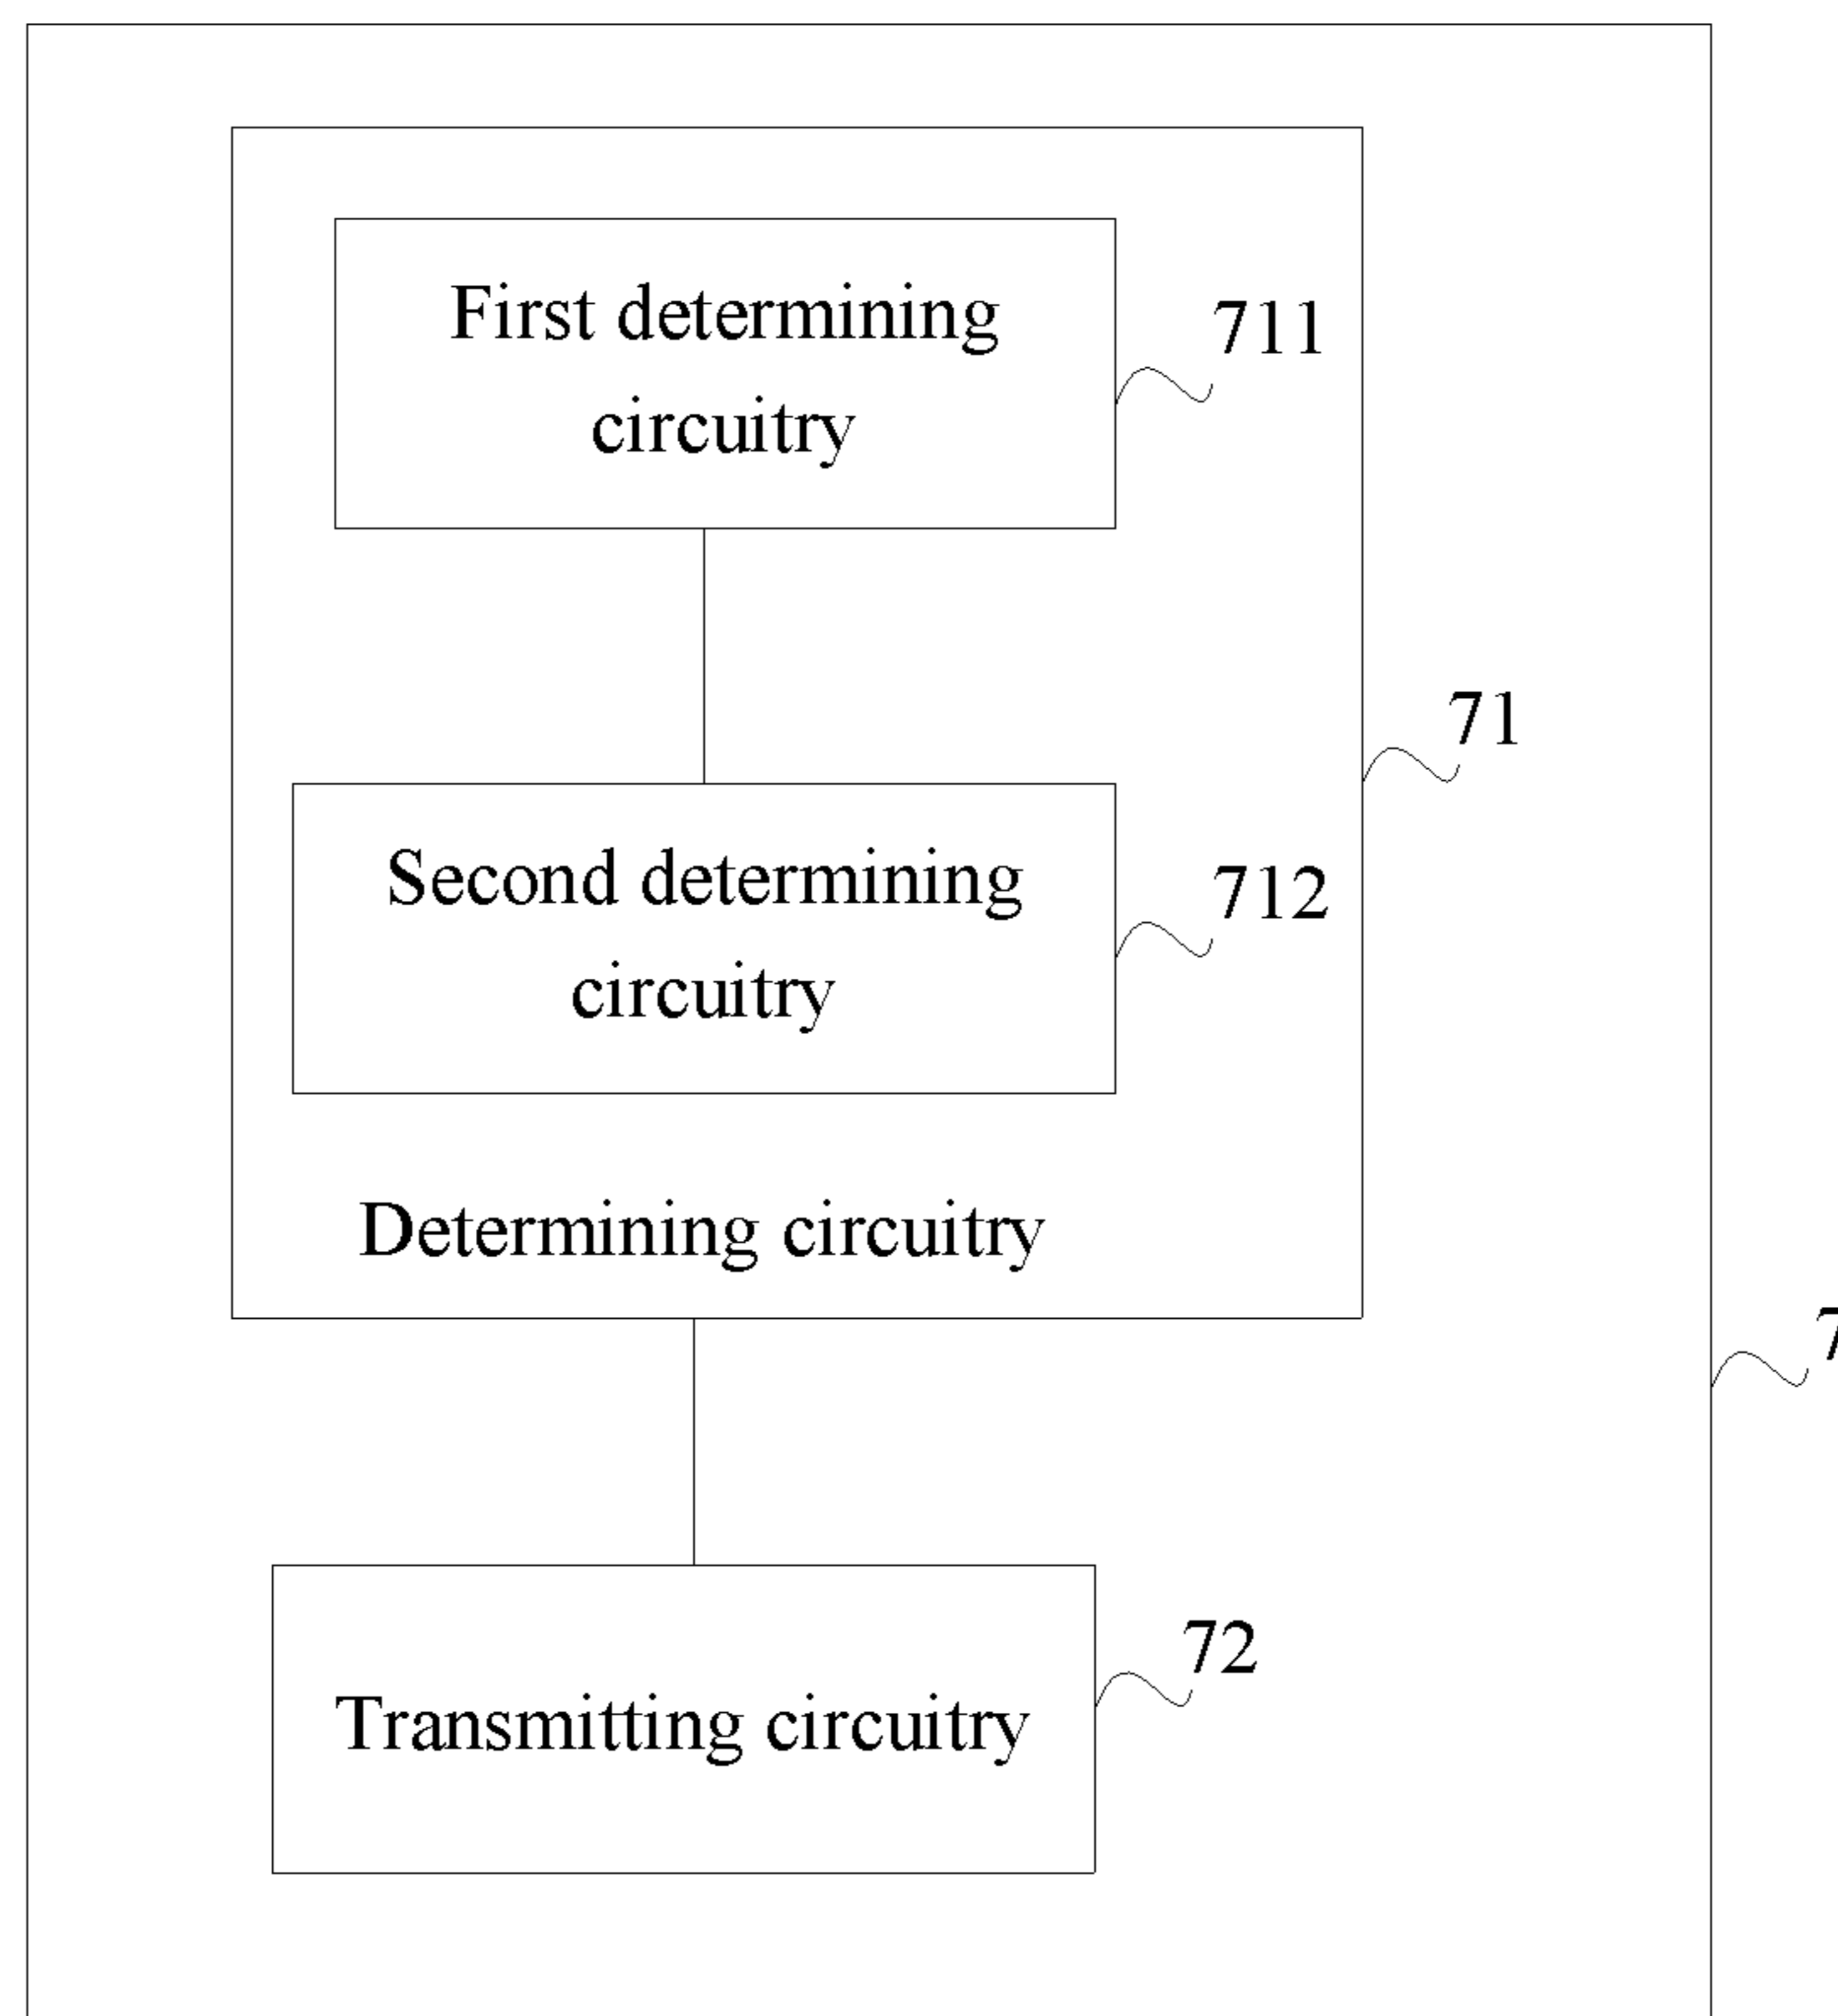 First determining
circuitry
711
71
Second determining
circuitry
712
Determining circuitry
72
Transmitting circuitry